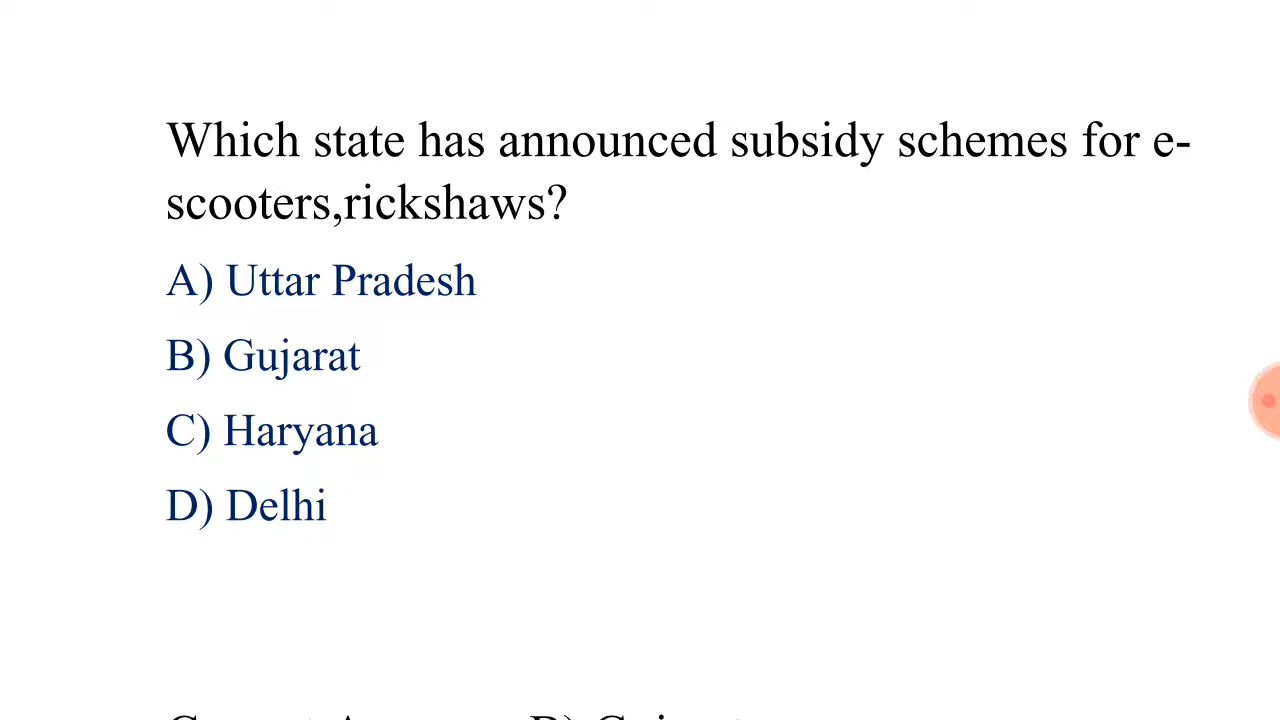 Which state has announced subsidy schemes for e-
scooters,rickshaws?
A) Uttar Pradesh
B) Gujarat
C) Haryana
D) Delhi